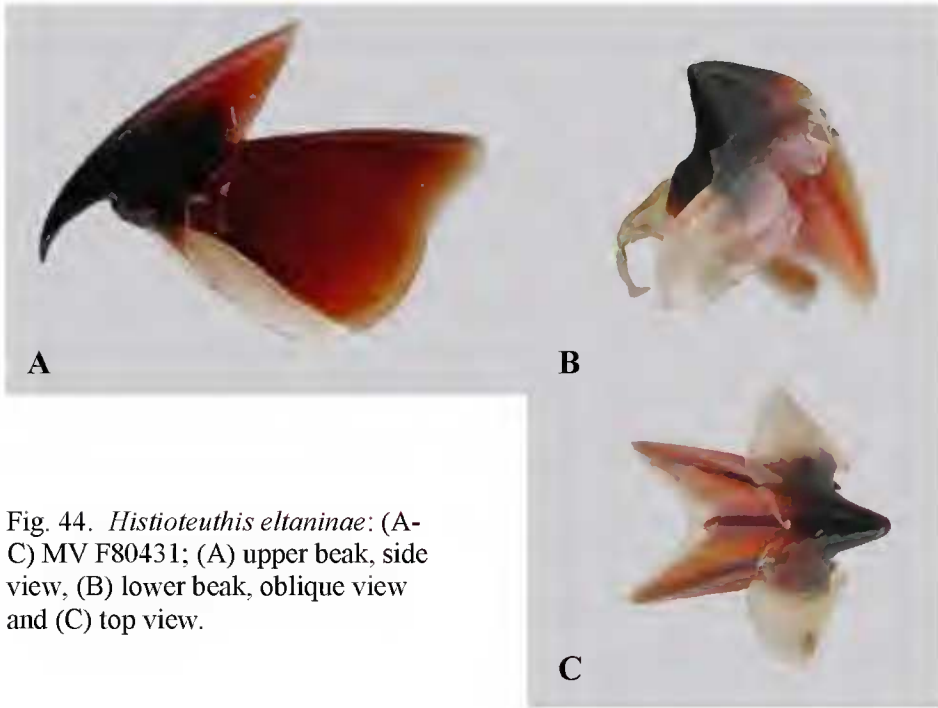 A
B
Fig. 44. Histioteuthis eltaninae: (A-
C) MV F80431; (A) upper beak, side
view, (B) lower beak, oblique view
and (C) top view.
C